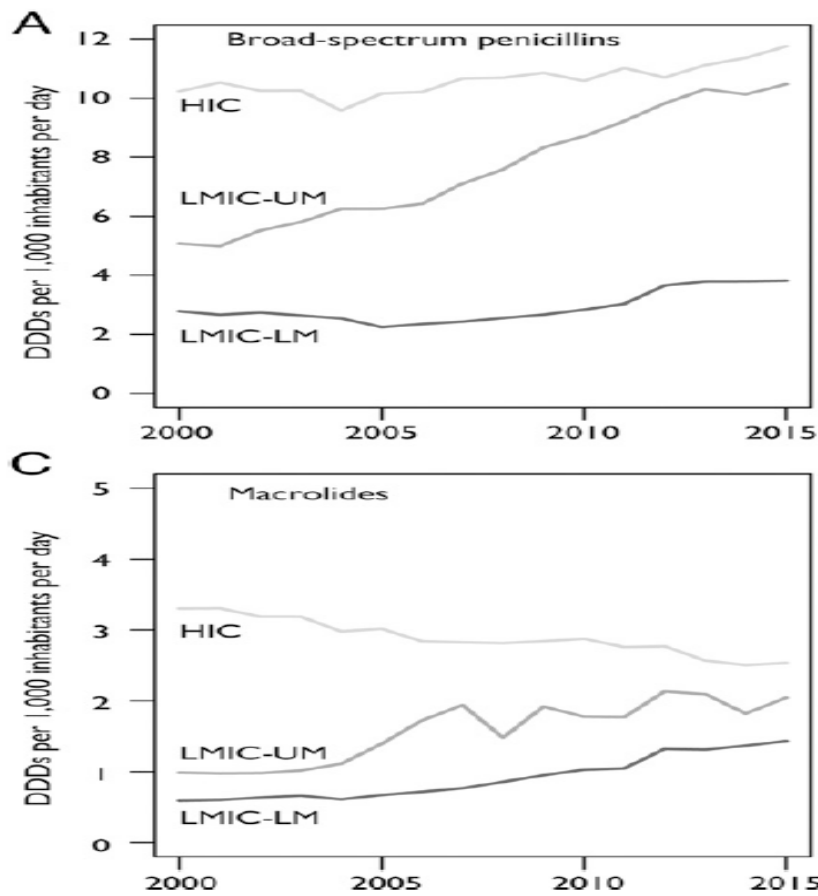 A
Broad-spectrum penicillins
DDDs per 1,000 inhabitants per day
12
10
8
6
4
2
0
HIC
LMIC-UM
LMIC-LM
2000 2005 2010 2015
C
Macrolides
DDDs per 1,000 inhabitants per day
5
4
3
2
1
0
HIC
LMIC-UM
LMIC-LM
2000 2005 2010 2015